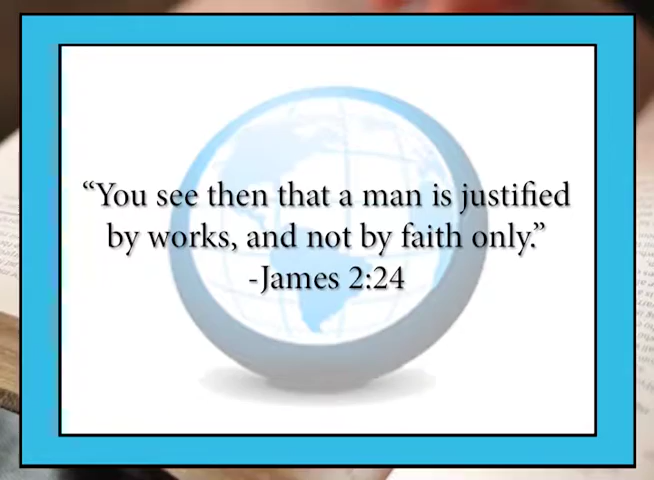 “You see then that a man is justified
by works, and not by faith only.”
-James 2:24